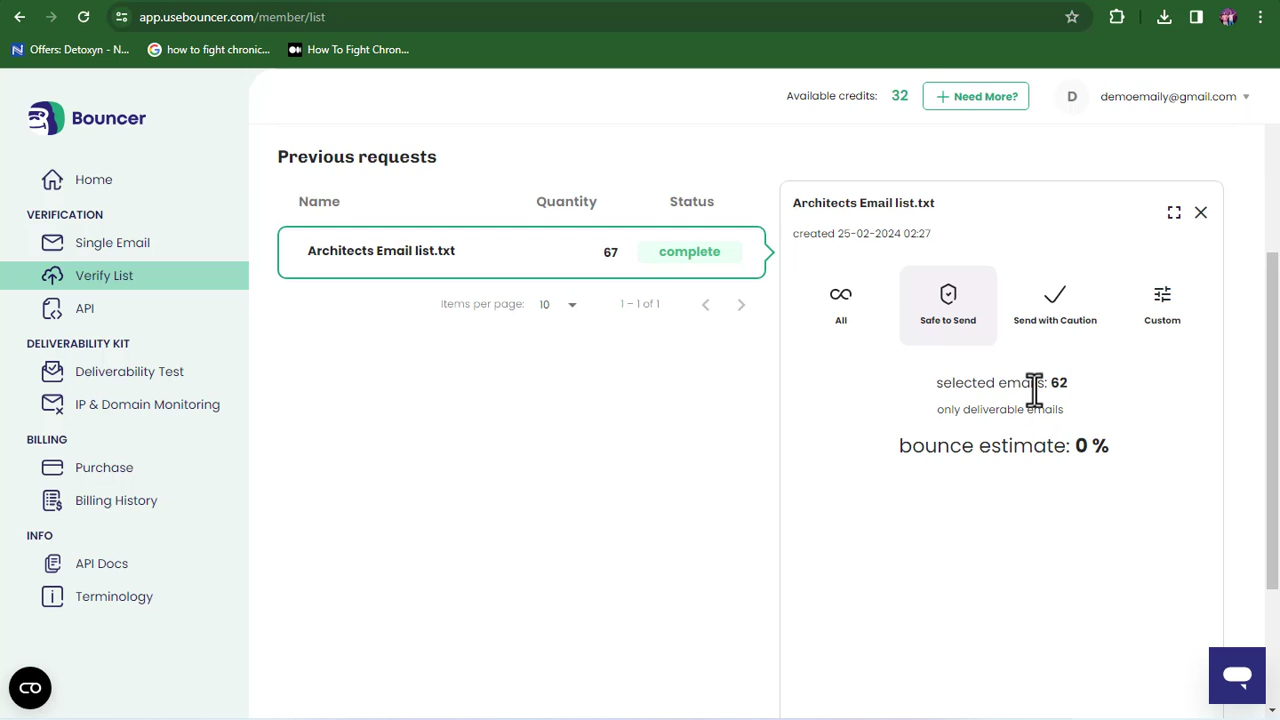 app.usebouncer.com/member/list
Offers: Detoxyn - N...
how to fight chronic...
How To Fight Chron...
Bouncer
Available credits: 32
Need More?
D
demoemaily@gmail.com
Home
VERIFICATION
Single Email
Verify List
API
DELIVERABILITY KIT
Deliverability Test
IP & Domain Monitoring
BILLING
Purchase
Billing History
INFO
API Docs
Terminology
Previous requests
Name Quantity Status
Architects Email list.txt 67 complete
Items per page: 10 1 – 1 of 1
Architects Email list.txt
created 25-02-2024 02:27
All
Safe to Send
Send with Caution
Custom
selected emails: 62
only deliverable emails
bounce estimate: 0 %